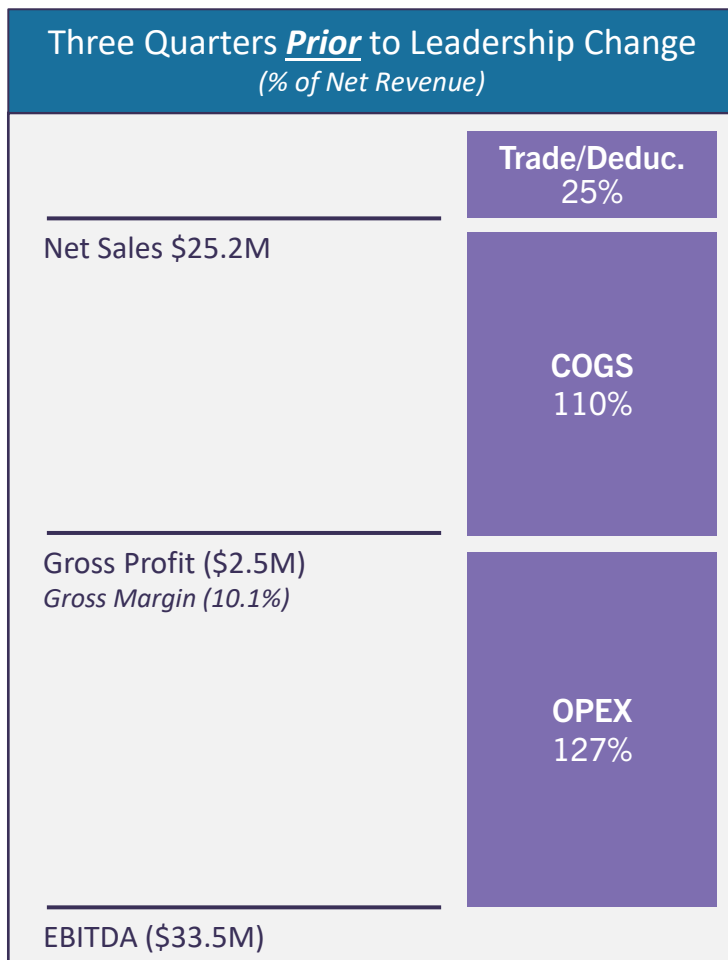 Three Quarters Prior to Leadership Change
(% of Net Revenue)
Trade/Deduc.
25%
Net Sales $25.2M
COGS
110%
Gross Profit ($2.5M)
Gross Margin (10.1%)
OPEX
127%
EBITDA ($33.5M)